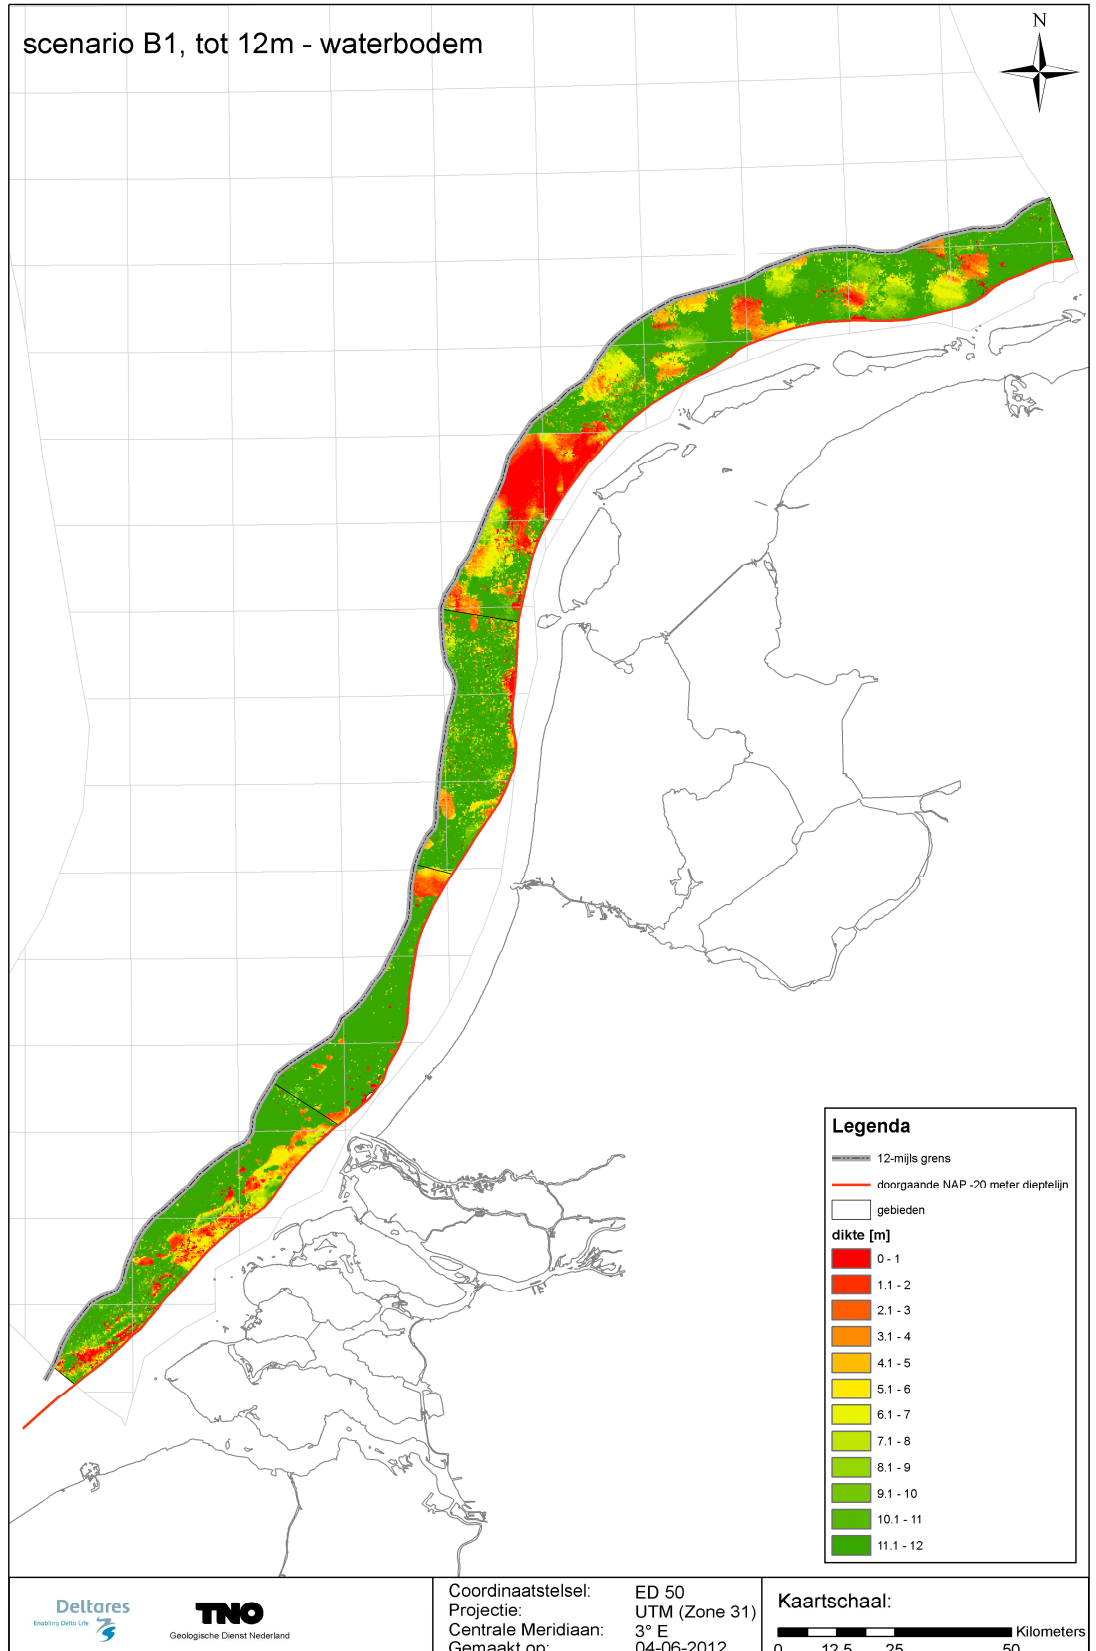 scenario B1, tot 12m - waterbodem
N
Legenda
12-mijls grens
doorgaande NAP -20 meter dieptelijn
gebieden
dikte [m]
0 - 1
1.1 - 2
2.1 - 3
3.1 - 4
4.1 - 5
5.1 - 6
6.1 - 7
7.1 - 8
8.1 - 9
9.1 - 10
10.1 - 11
11.1 - 12
Deltares
Enabling Delta Life
TNO
Geologische Dienst Nederland
Coordinaatstelsel: ED 50
Projectie: UTM (Zone 31)
Centrale Meridiaan: 3° E
Gemaakt op: 04-06-2012
Kaartschaal:
Kilometers
0 12.5 25 50